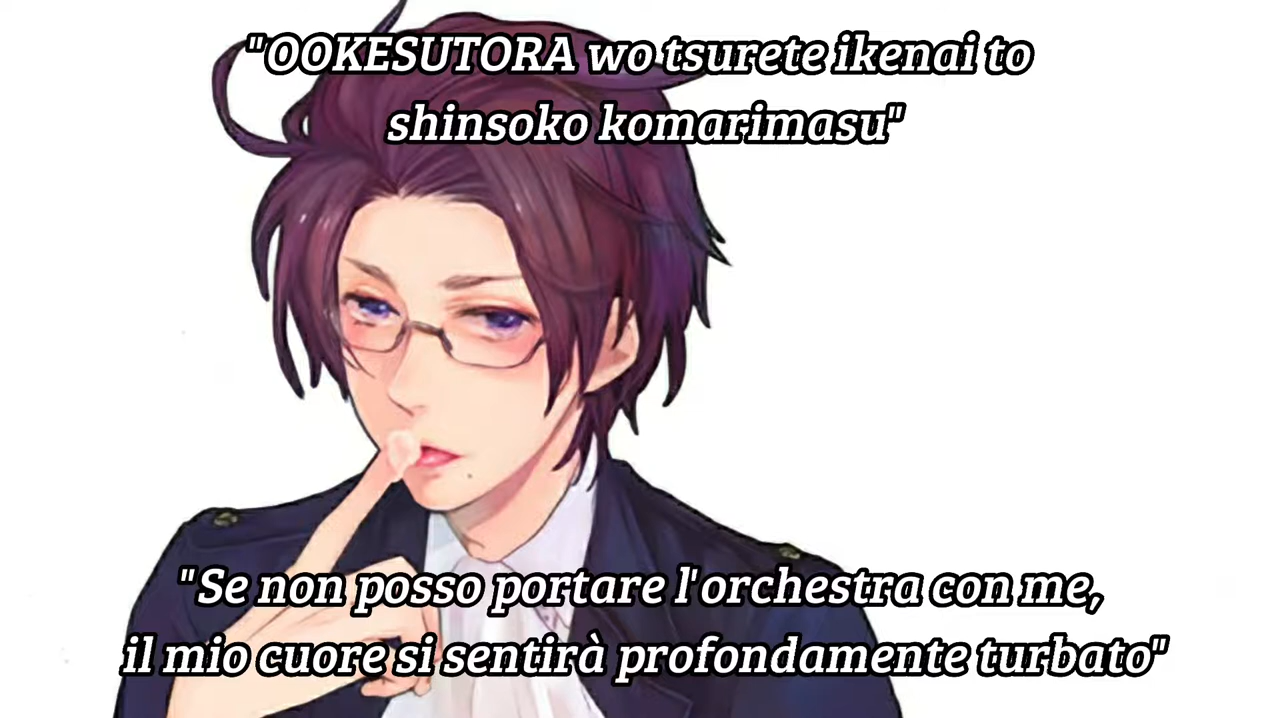 "OOKESUTORA wo tsurete ikenai to
shinsoko komarimasu"
"Se non posso portare l'orchestra con me,
il mio cuore si sentirà profondamente turbato"